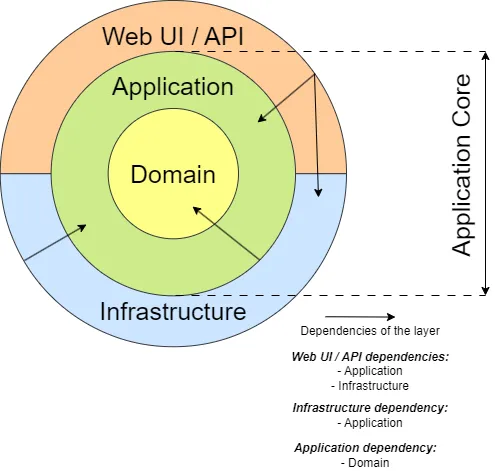 Web UI / API
Application
Domain
Infrastructure
Application Core
Dependencies of the layer
Web UI / API dependencies:
- Application
- Infrastructure
Infrastructure dependency:
- Application
Application dependency:
- Domain